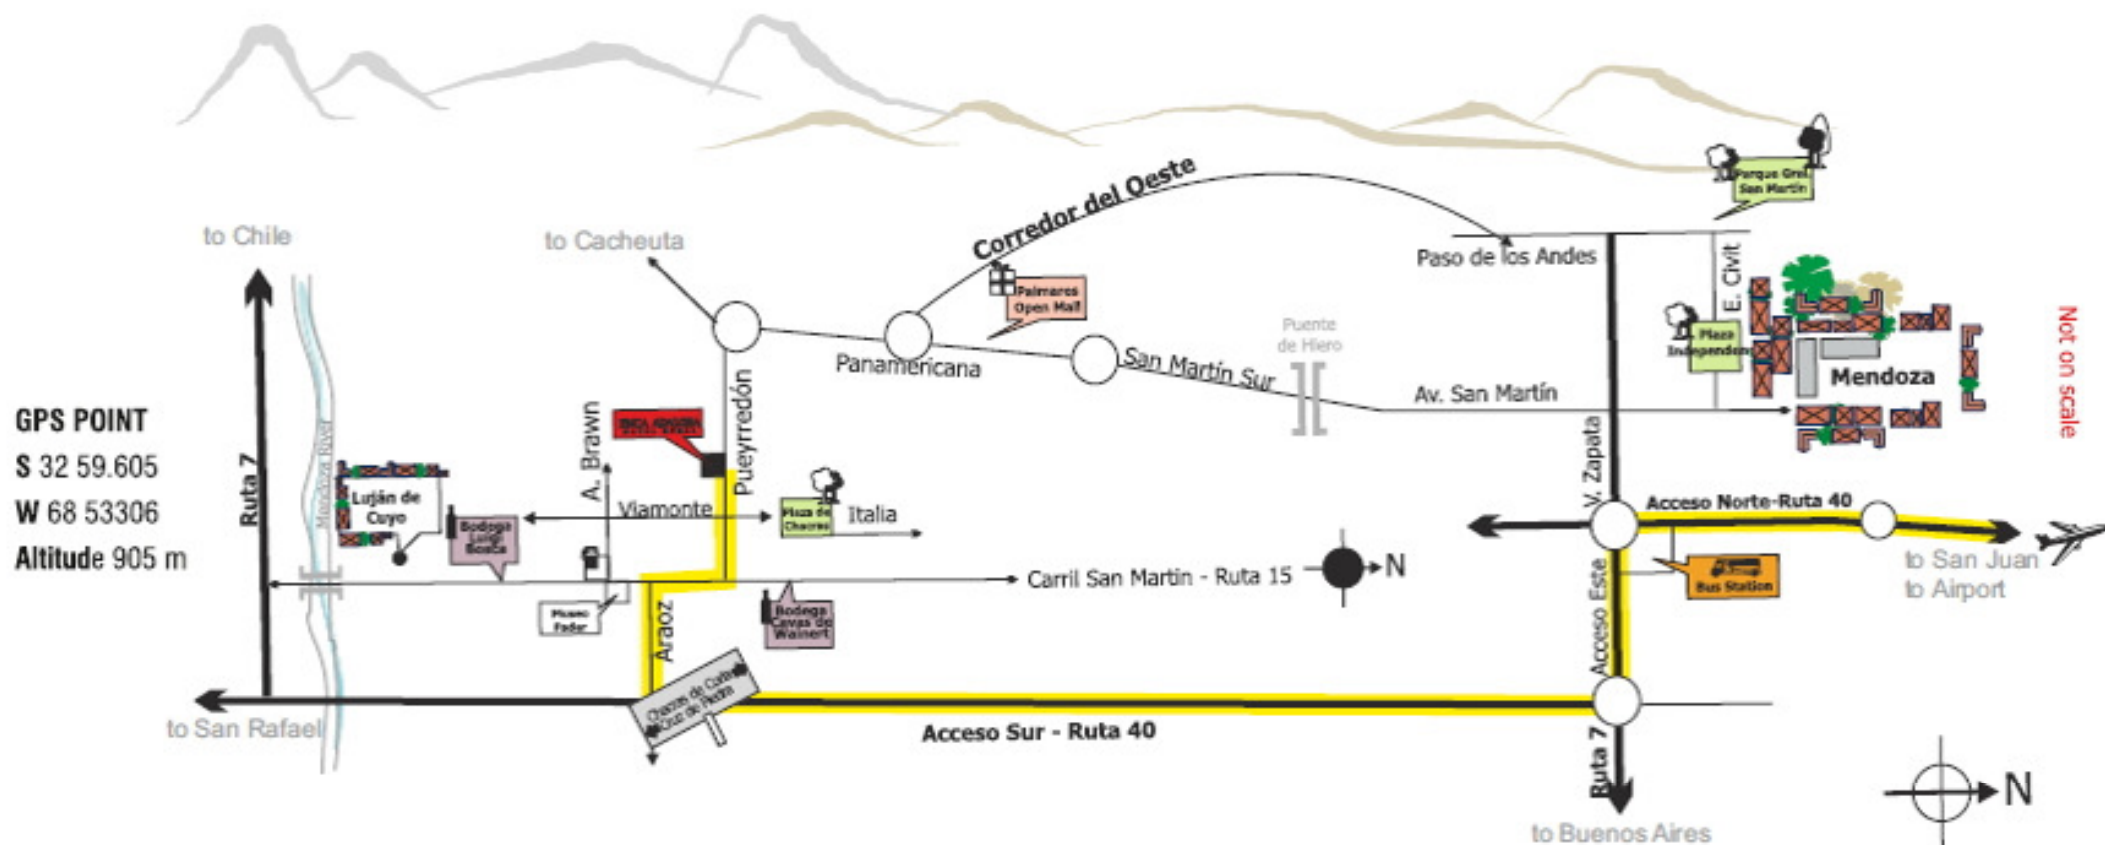 to Chile
to Cacheuta
Corredor del Oeste
Parque Gral.
San Martín
Paso de los Andes
E. Civit
Palmares
Open Mall
Puente
de Hiero
Plaza
Independen
Mendoza
Not on scale
Panamericana
San Martín Sur
Av. San Martín
GPS POINT
S 32 59.605
W 68 53306
Altitude 905 m
Ruta 7
Mendoza River
Luján de
Cuyo
A. Brawn
Pueyrredón
Bodega
Luigi
Bosca
Viamonte
Plaza de
Chacras
Italia
V. Zapata
Acceso Norte-Ruta 40
to San Juan
to Airport
Bus Station
Carril San Martin - Ruta 15
N
Museo
Fader
Araoz
Bodega
Cavas de
Wainert
Acceso Este
Chacras de Coria
Cruz de Piedra
to San Rafael
Acceso Sur - Ruta 40
Ruta 7
to Buenos Aires
N